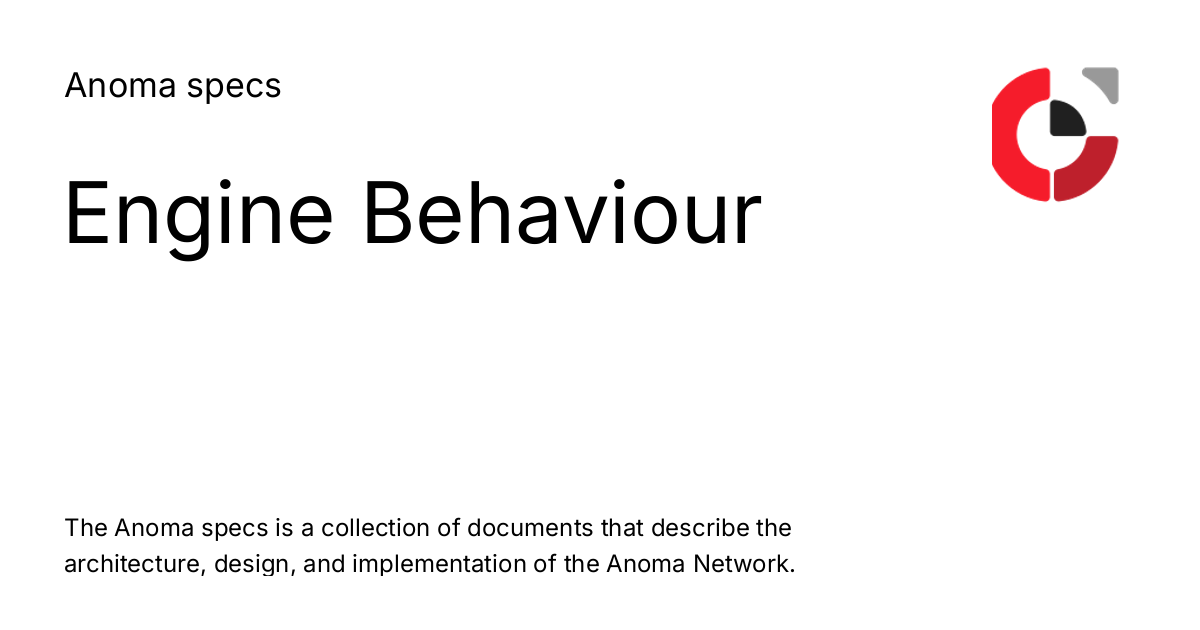 Anoma specs
Engine Behaviour
The Anoma specs is a collection of documents that describe the
architecture, design, and implementation of the Anoma Network.